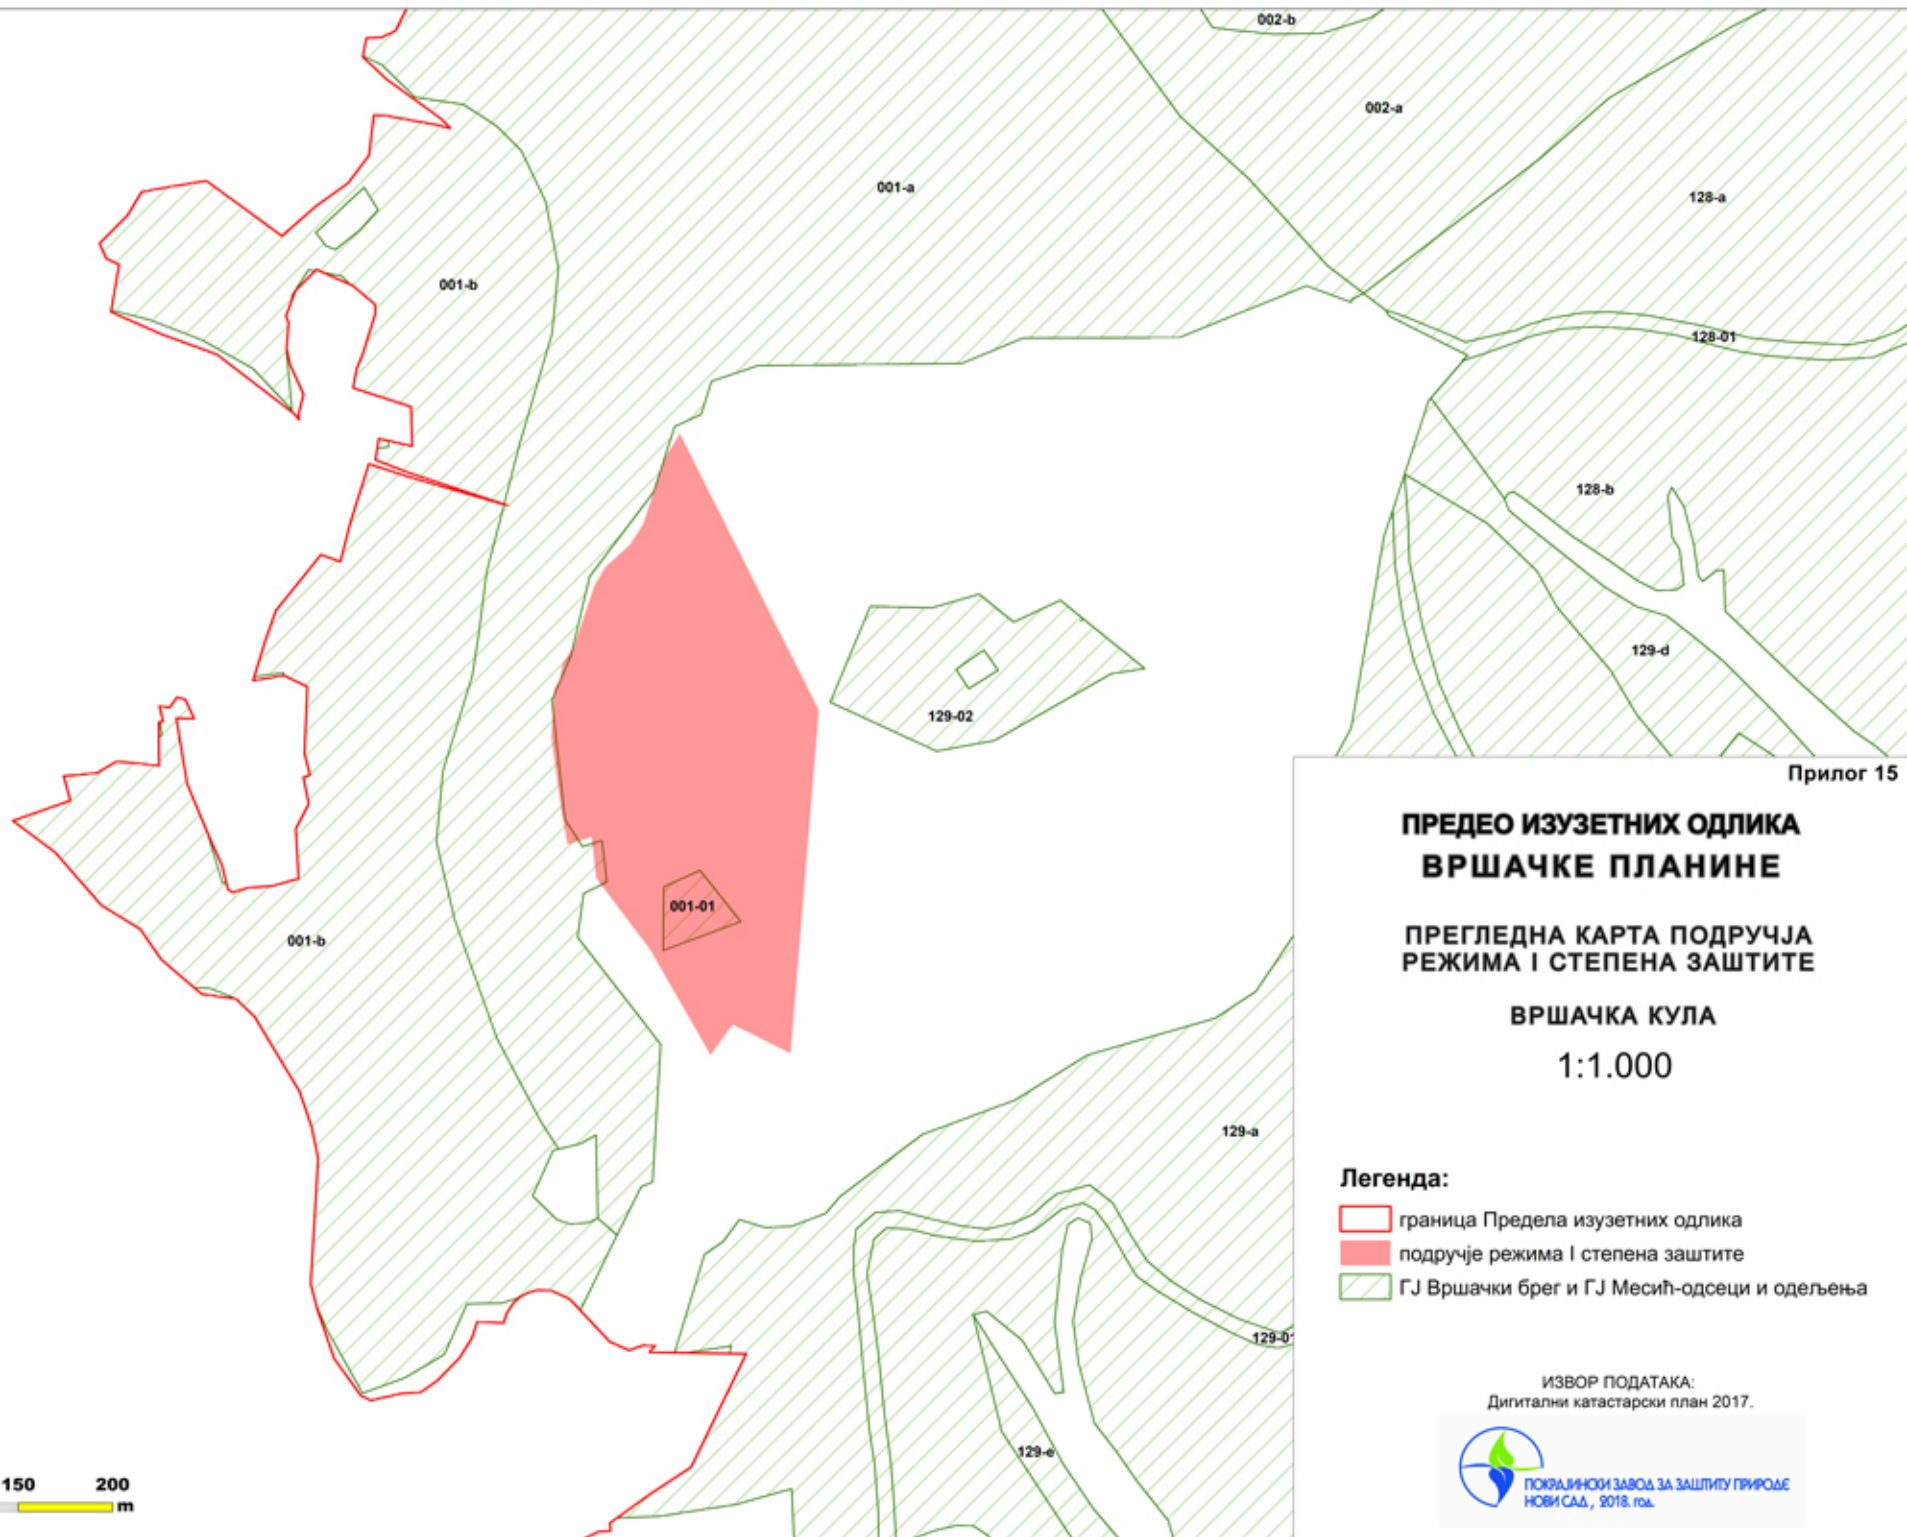 002-b
002-a
001-a
128-a
001-b
128-01
128-b
129-d
129-02
Прилог 15
ПРЕДЕО ИЗУЗЕТНИХ ОДЛИКА
ВРШАЧКЕ ПЛАНИНЕ
001-01
001-b
ПРЕГЛЕДНА КАРТА ПОДРУЧЈА
РЕЖИМА I СТЕПЕНА ЗАШТИТЕ
ВРШАЧКА КУЛА
1:1.000
129-a
Легенда:
граница Предела изузетних одлика
подручје режима I степена заштите
ГЈ Вршачки брег и ГЈ Месић-одсеци и одељења
129-01
ИЗВОР ПОДАТАКА:
Дигитални катастарски план 2017.
129-e
150 200
m
ПОКРАЈИНСКИ ЗАВОД ЗА ЗАШТИТУ ПРИРОДЕ
НОВИ САД , 2018. год.